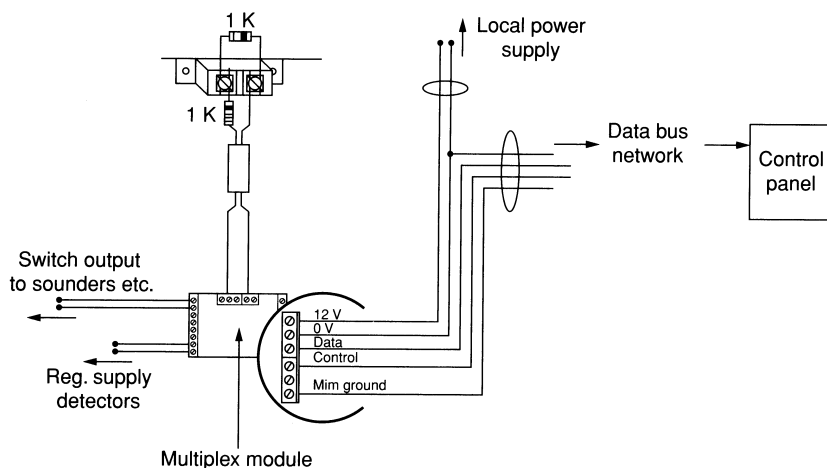 1 K
Local power
supply
1 K
Data bus
network
Control
panel
Switch output
to sounders etc.
12 V
0 V
Data
Control
Mim ground
Reg. supply
detectors
Multiplex module